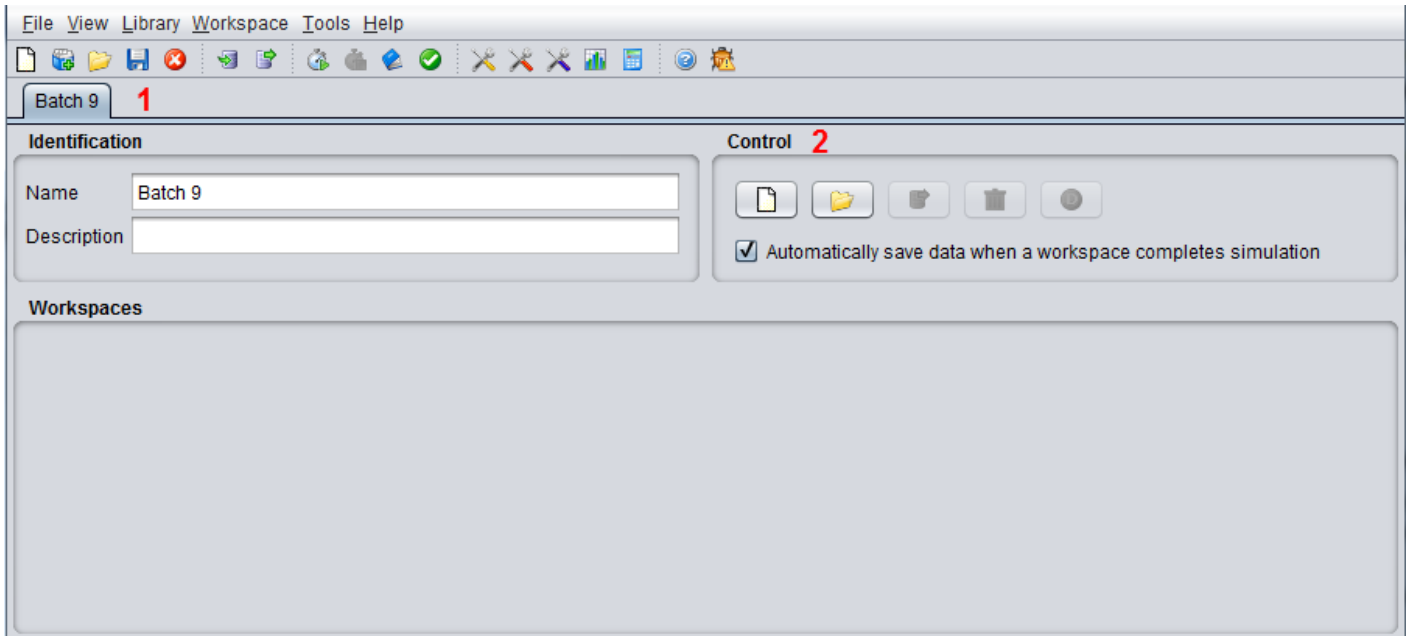 File View Library Workspace Tools Help
Batch 9 1
Identification
Name Batch 9
Description
Control 2
Automatically save data when a workspace completes simulation
Workspaces